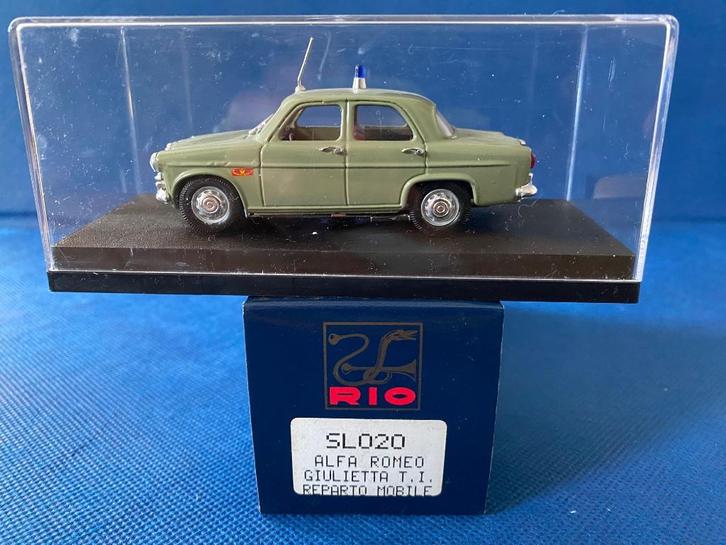 RIO
SL020
ALFA ROMEO
GIULIETTA T.I.
REPARTO MOBILE